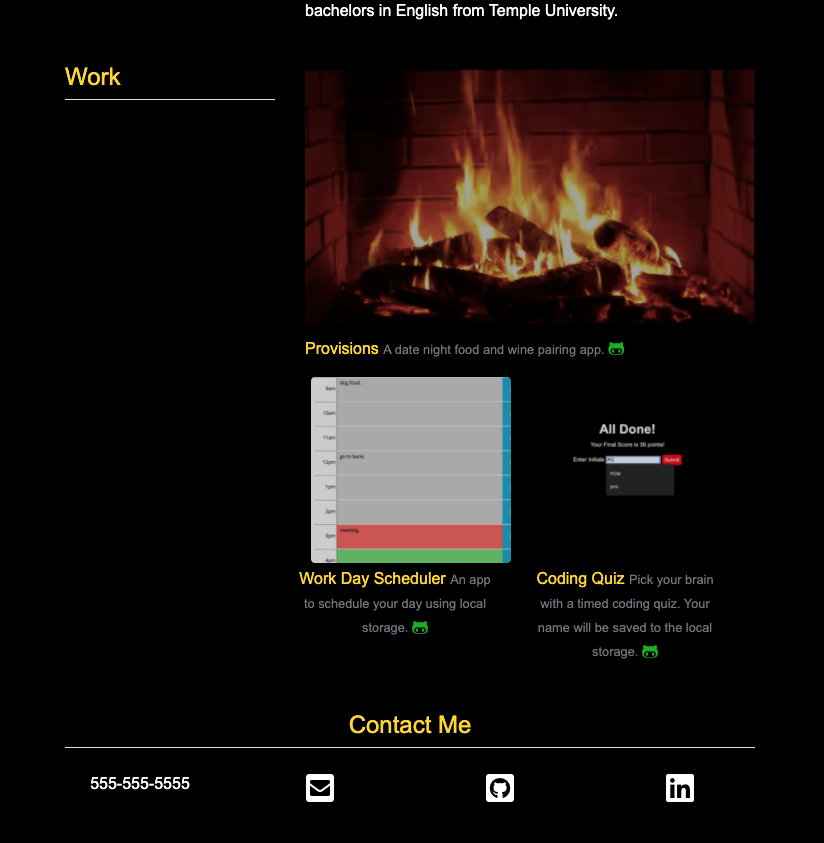 bachelors in English from Temple University.
Work
Provisions A date night food and wine pairing app.
9am dog food.
10am
11am
12pm go to bank.
1pm
2pm
3pm meeting.
4pm
All Done!
Your Final Score is 36 points!
Enter Initials Submit
PCM
Work Day Scheduler An app
to schedule your day using local
storage.
Coding Quiz Pick your brain
with a timed coding quiz. Your
name will be saved to the local
storage.
Contact Me
555-555-5555
in